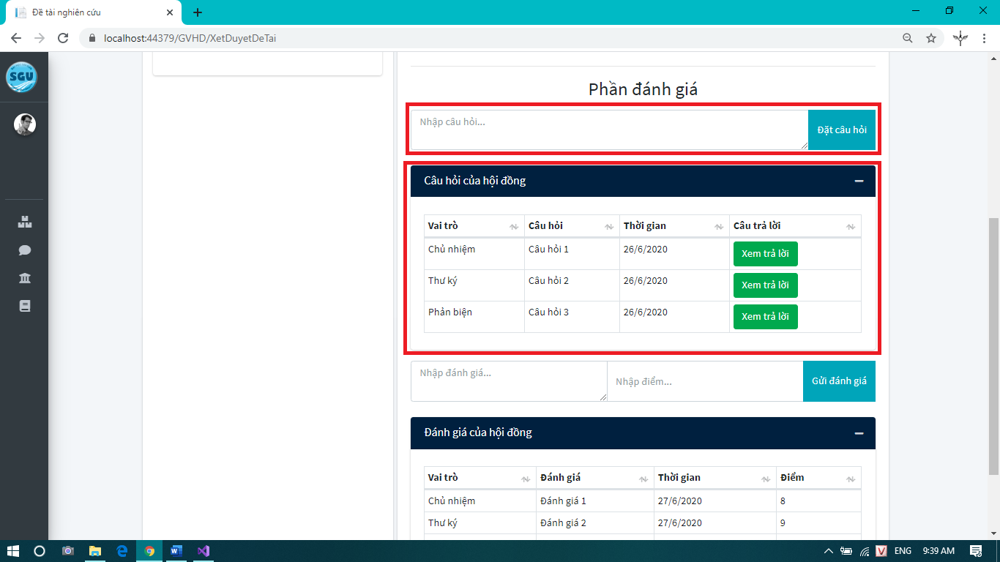 Đề tài nghiên cứu
localhost:44379/GVHD/XetDuyetDeTai
SGU
Phần đánh giá
Nhập câu hỏi...
Đặt câu hỏi
Câu hỏi của hội đồng
Vai trò Câu hỏi Thời gian Câu trả lời
Chủ nhiệm Câu hỏi 1 26/6/2020 Xem trả lời
Thư ký Câu hỏi 2 26/6/2020 Xem trả lời
Phản biện Câu hỏi 3 26/6/2020 Xem trả lời
Nhập đánh giá... Nhập điểm... Gửi đánh giá
Đánh giá của hội đồng
Vai trò Đánh giá Thời gian Điểm
Chủ nhiệm Đánh giá 1 27/6/2020 8
Thư ký Đánh giá 2 27/6/2020 9
ENG 9:39 AM